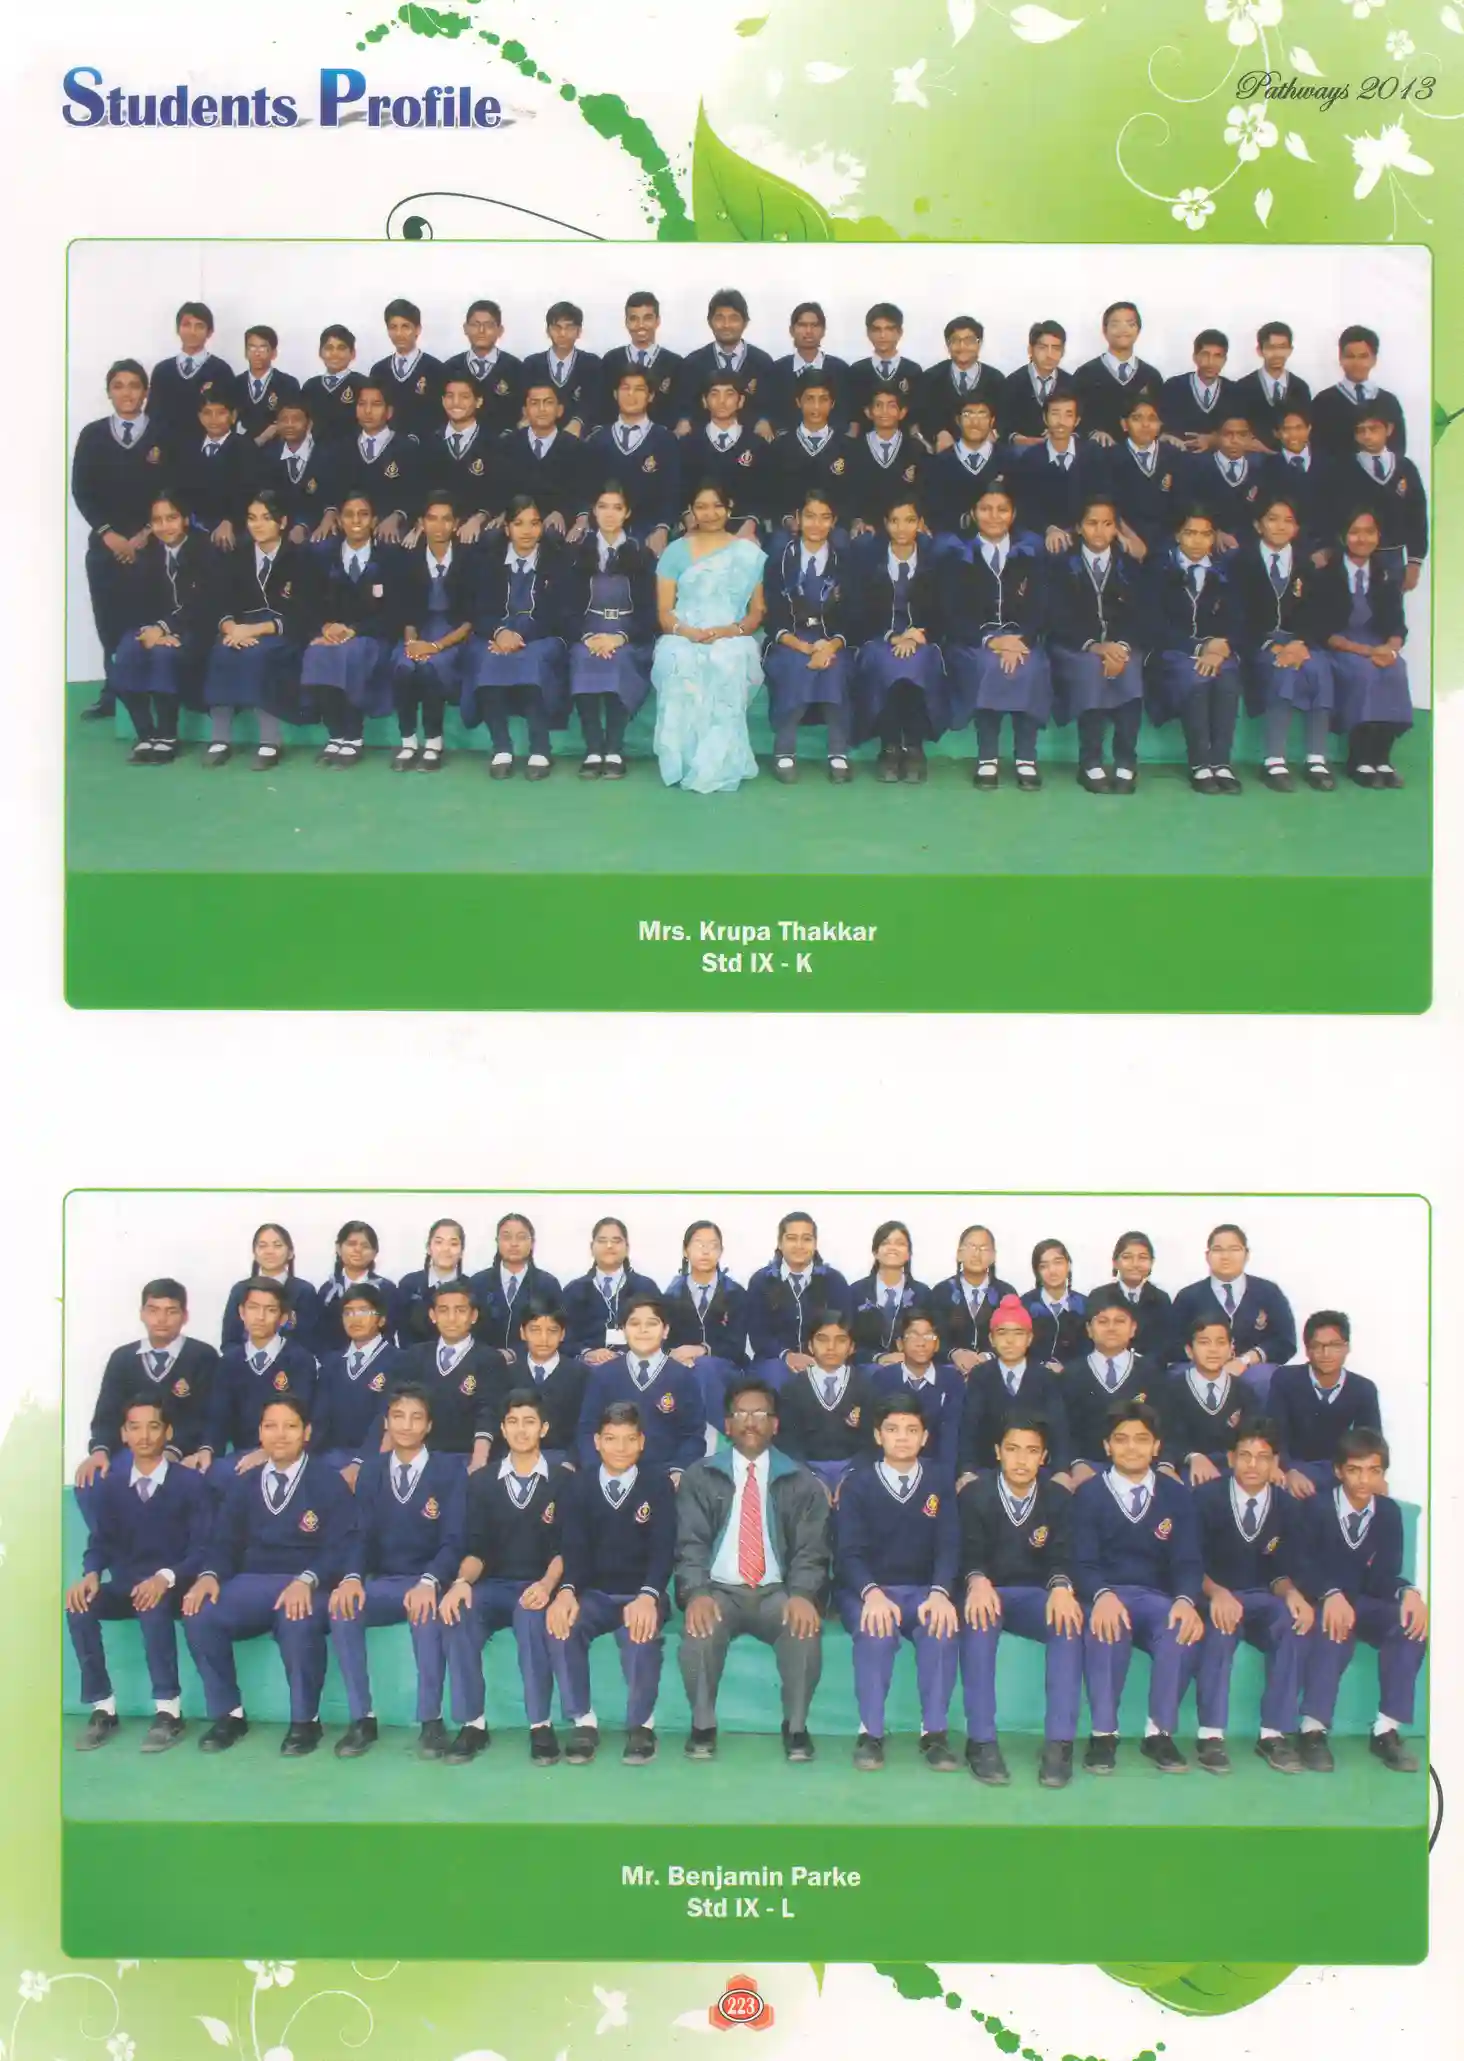 Students Profile
Pathways 2013
Mrs. Krupa Thakkar
Std IX - K
Mr. Benjamin Parke
Std IX - L
223